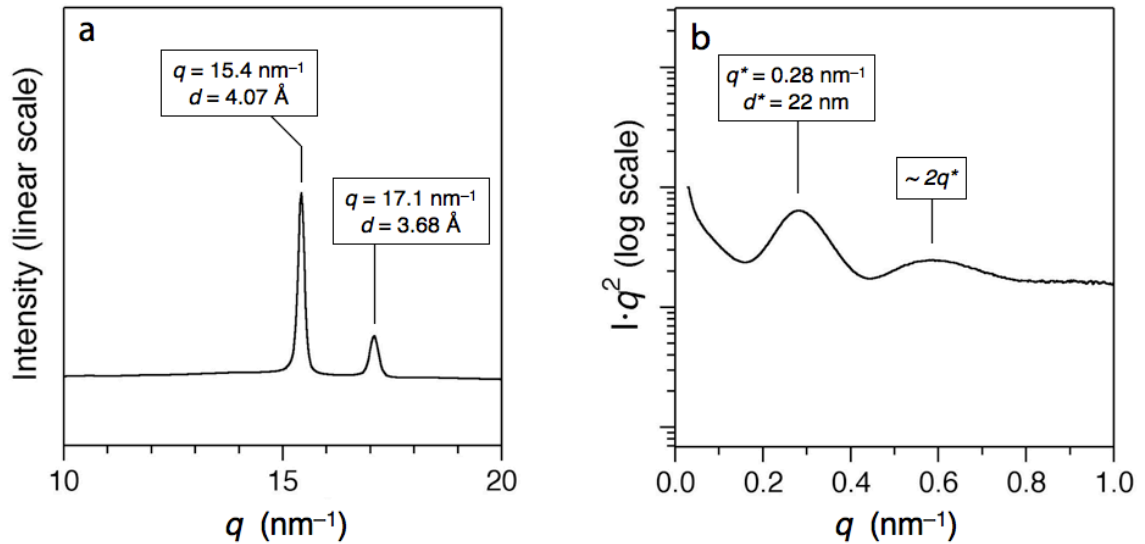 a
q = 15.4 nm⁻¹
d = 4.07 Å
q = 17.1 nm⁻¹
d = 3.68 Å
Intensity (linear scale)
10 15 20
q (nm⁻¹)
b
q* = 0.28 nm⁻¹
d* = 22 nm
~ 2q*
I·q² (log scale)
0.0 0.2 0.4 0.6 0.8 1.0
q (nm⁻¹)